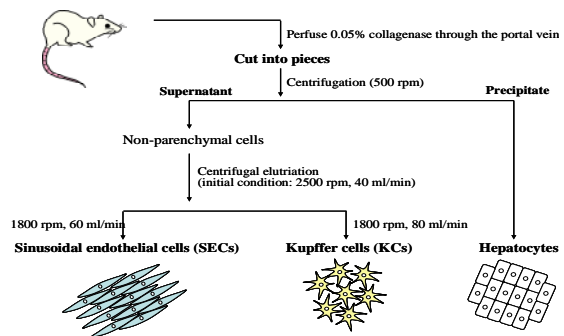 Perfuse 0.05% collagenase through the portal vein
Cut into pieces
Centrifugation (500 rpm)
Supernatant
Precipitate
Non-parenchymal cells
Centrifugal elutriation
(initial condition: 2500 rpm, 40 ml/min)
1800 rpm, 60 ml/min
1800 rpm, 80 ml/min
Sinusoidal endothelial cells (SECs)
Kupffer cells (KCs)
Hepatocytes